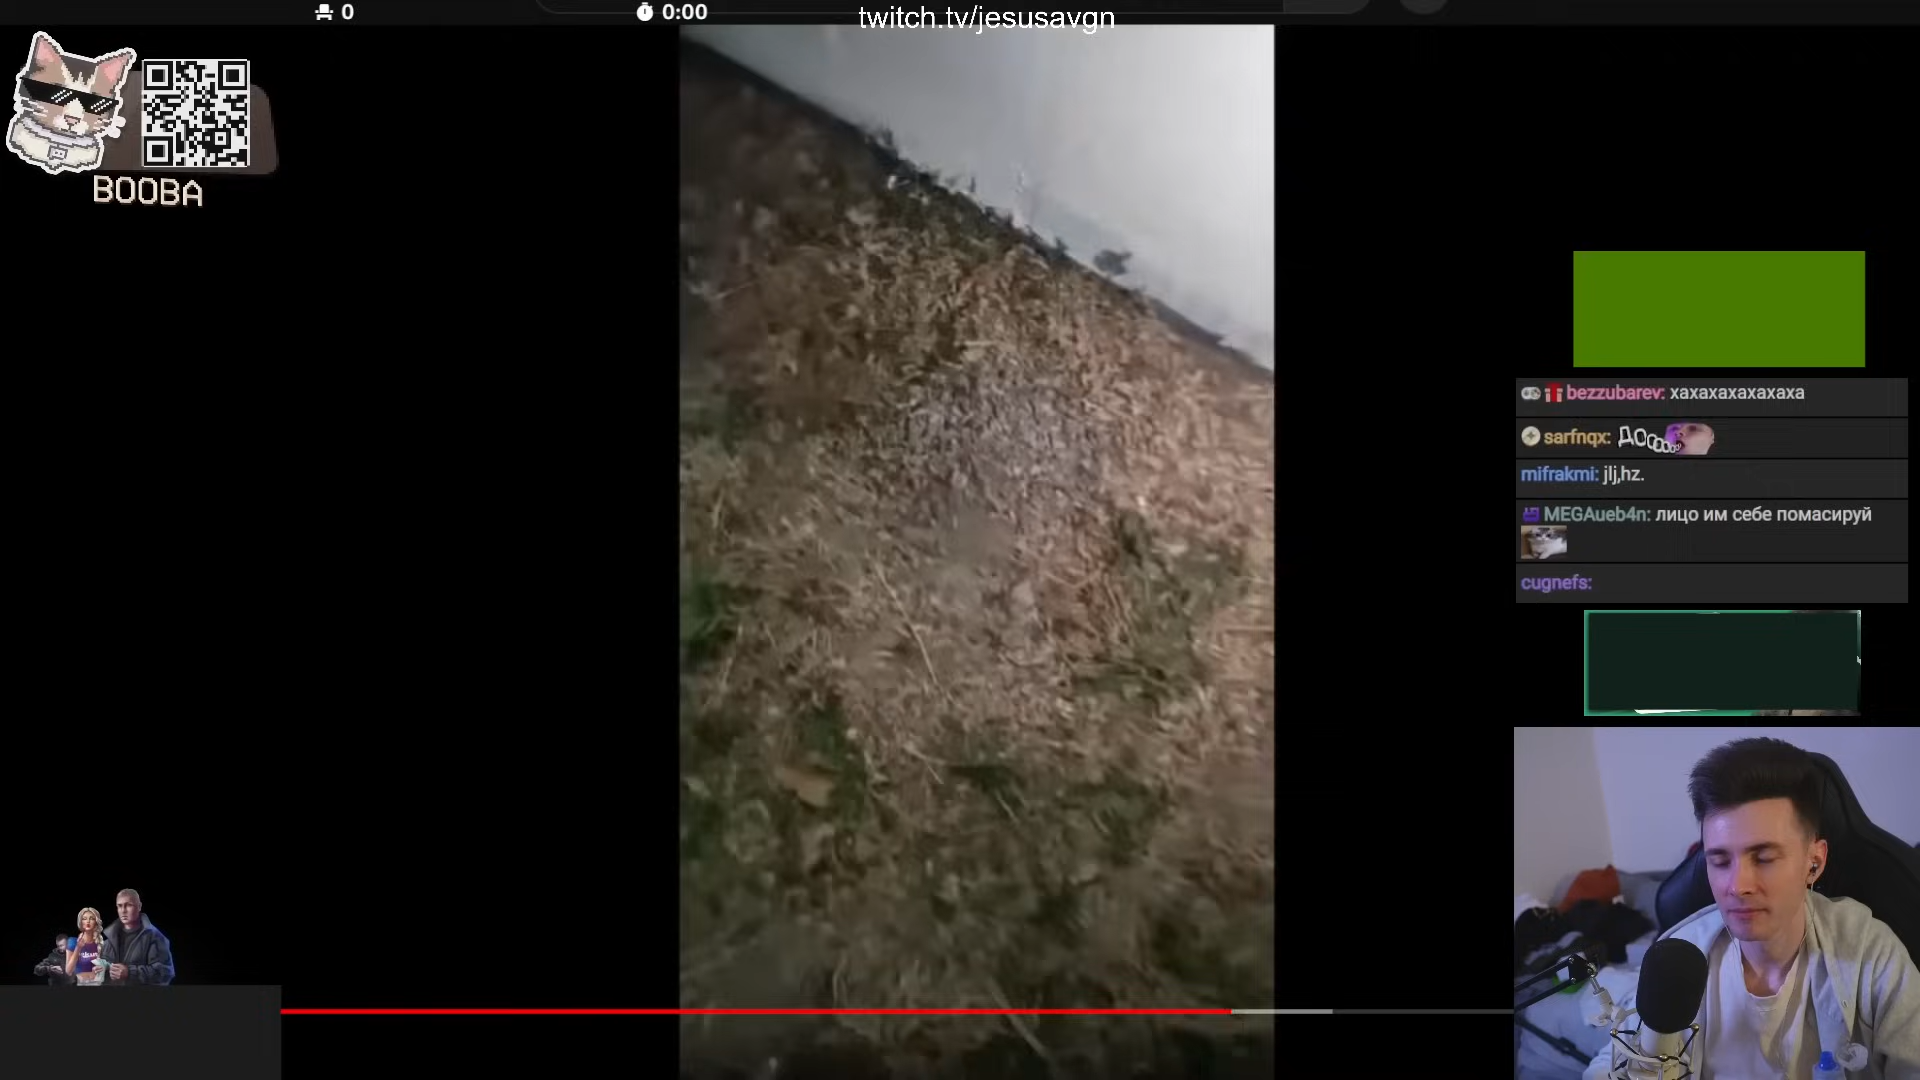 0
0:00
twitch.tv/jesusavgn
BOOBA
bezzubarev: хахахахахахаха
sarfnqx: ДОооооо
mifrakmi: jlj,hz.
MEGAueb4n: лицо им себе помасируй
cugnefs: